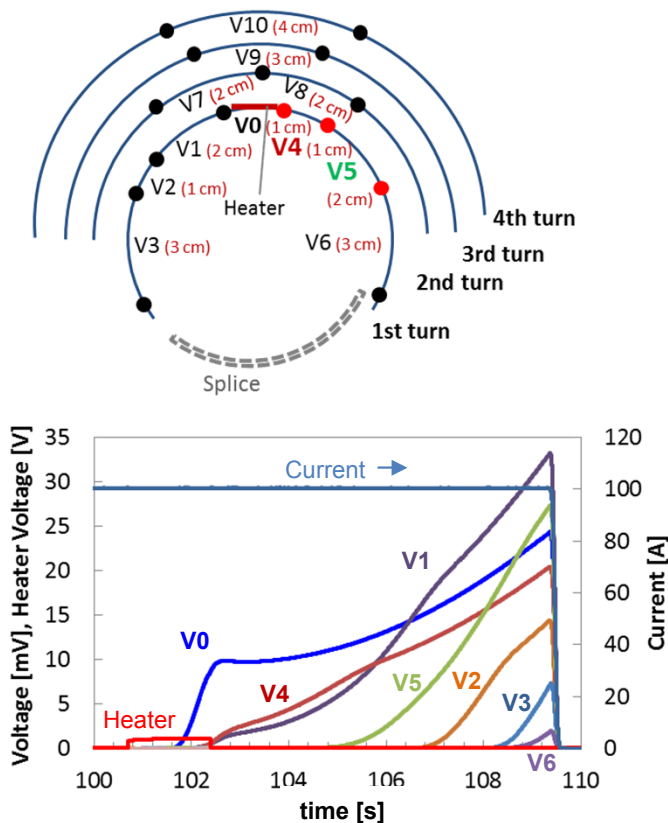 V10 (4 cm)
V9 (3 cm)
V7 (2 cm)
V8 (2 cm)
V0 (1 cm)
V1 (2 cm)
V4 (1 cm)
V2 (1 cm)
V5 (2 cm)
Heater
V3 (3 cm)
V6 (3 cm)
4th turn
3rd turn
2nd turn
1st turn
Splice
Voltage [mV], Heater Voltage [V]
35
30
25
20
15
10
5
0
120
100
80
60
40
20
0
Current [A]
Current →
V1
V0
V4
V5
V2
V3
V6
Heater
100
102
104
106
108
110
time [s]